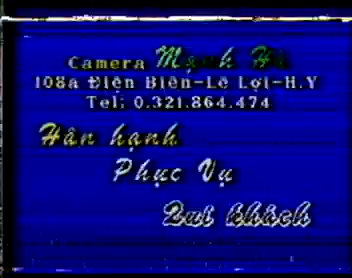 Camera Mạnh Hà
108a Điện Biên-Lê Lợi-H.Y
Tel: 0.321.864.474
Hân hạnh
Phục Vụ
Quí khách